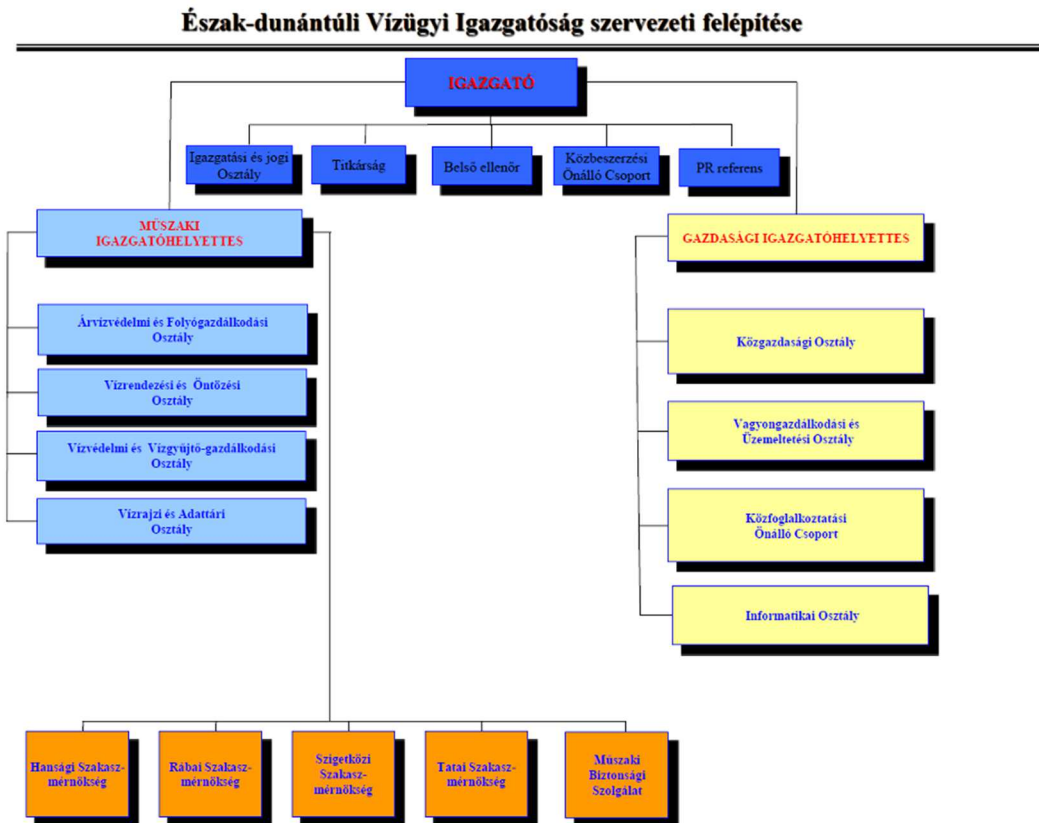 Észak-dunántúli Vízügyi Igazgatóság szervezeti felépítése
IGAZGATÓ
Igazgatási és jogi
Osztály
Titkárság
Belső ellenőr
Közbeszerzési
Önálló Csoport
PR referens
MŰSZAKI
IGAZGATÓHELYETTES
GAZDASÁGI IGAZGATÓHELYETTES
Árvízvédelmi és Folyógazdálkodási
Osztály
Vízrendezési és Öntözési
Osztály
Vízvédelmi és Vízgyűjtő-gazdálkodási
Osztály
Vízrajzi és Adattári
Osztály
Közgazdasági Osztály
Vagyongazdálkodási és
Üzemeltetési Osztály
Közfoglalkoztatási
Önálló Csoport
Informatikai Osztály
Hansági Szakasz-
mérnökség
Rábai Szakasz-
mérnökség
Szigetközi
Szakasz-
mérnökség
Tatai Szakasz-
mérnökség
Műszaki
Biztonsági
Szolgálat